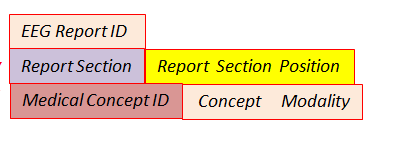 EEG Report ID
Report Section Report Section Position
Medical Concept ID Concept Modality